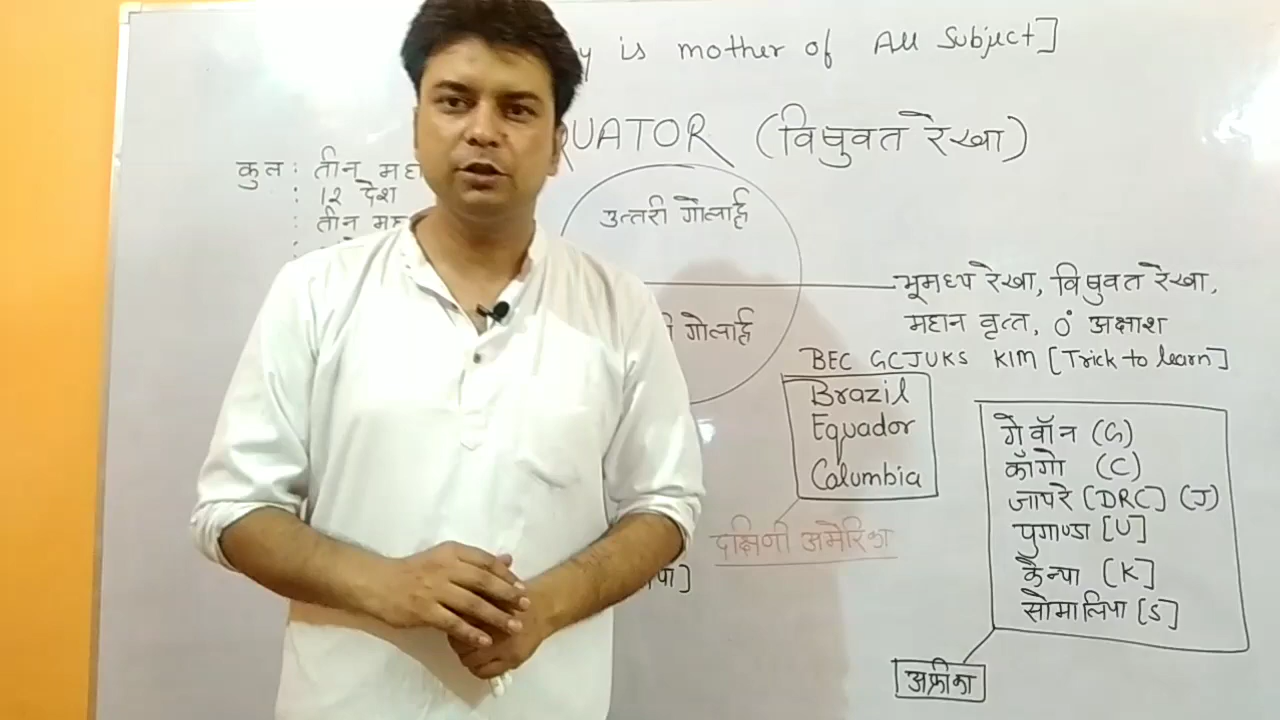 is mother of All Subject]
QUATOR (विषुवत रेखा)
कुल : तीन महा
: 12 देश
: तीन महा
उत्तरी गोलार्द्ध
गोलार्द्ध
भूमध्य रेखा, विषुवत रेखा,
महान वृत्त, 0° अक्षाश
BEC GCJUKS KIM [Trick to learn]
Brazil
Equador
Columbia
दक्षिणी अमेरिका
गेबॉन (G)
कॉगो (C)
जायरे [DRC] (J)
युगाण्डा [U]
कैन्या [K]
सोमालिया [S]
अफ्रीका